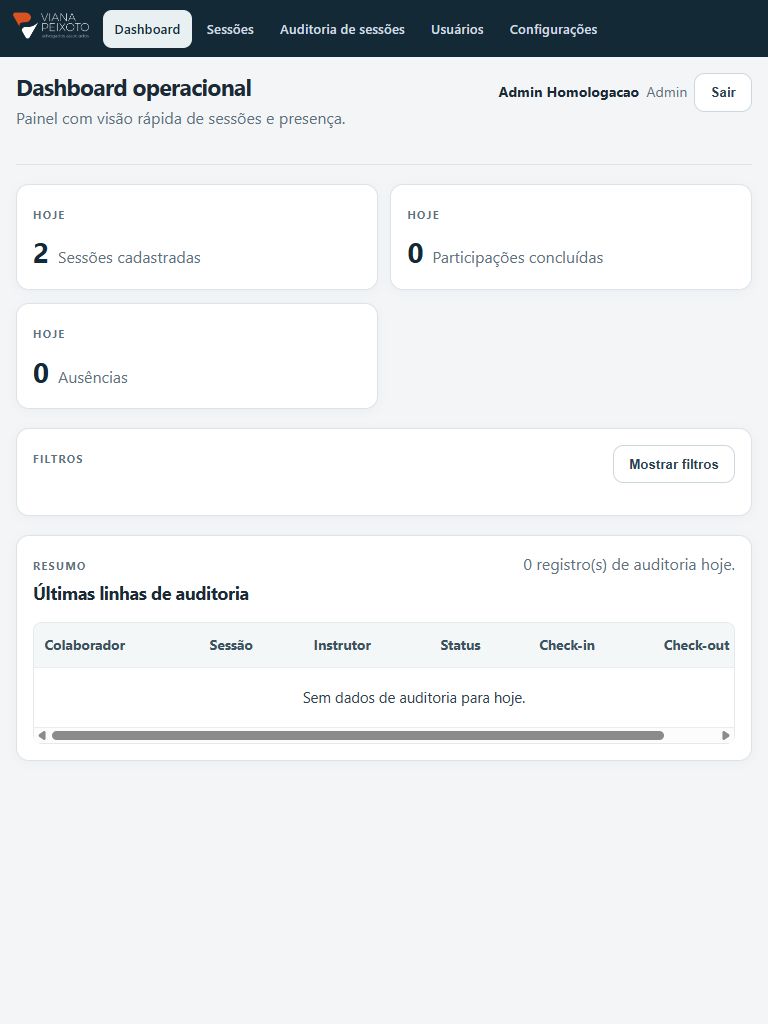 VIANA
PEIXOTO
advogados associados
Dashboard
Sessões
Auditoria de sessões
Usuários
Configurações
Dashboard operacional
Painel com visão rápida de sessões e presença.
Admin Homologacao Admin
Sair
HOJE
2 Sessões cadastradas
HOJE
0 Participações concluídas
HOJE
0 Ausências
FILTROS
Mostrar filtros
RESUMO
0 registro(s) de auditoria hoje.
Últimas linhas de auditoria
Colaborador Sessão Instrutor Status Check-in Check-out
Sem dados de auditoria para hoje.